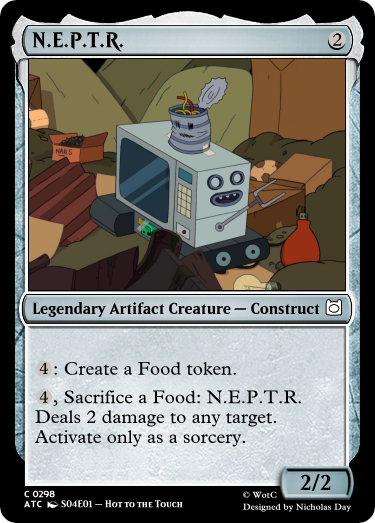 N.E.P.T.R. 2
NAILS
Legendary Artifact Creature — Construct
4: Create a Food token.
4, Sacrifice a Food: N.E.P.T.R.
Deals 2 damage to any target.
Activate only as a sorcery.
2/2
C 0298
ATC S04E01 – Hot to the Touch
© WotC
Designed by Nicholas Day